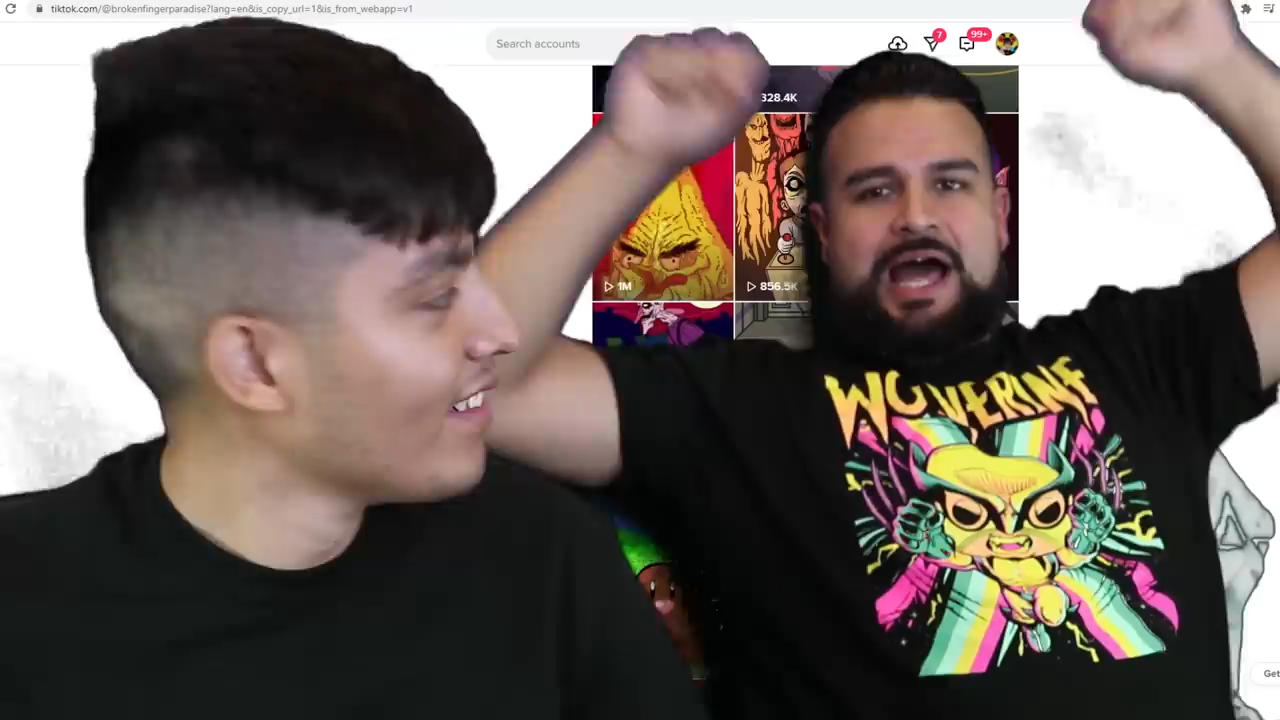 tiktok.com/@brokenfingerparadise?lang=en&is_copy_url=1&is_from_webapp=v1
Search accounts
7
99+
328.4K
1M
856.5K
WOLVERINE
Get